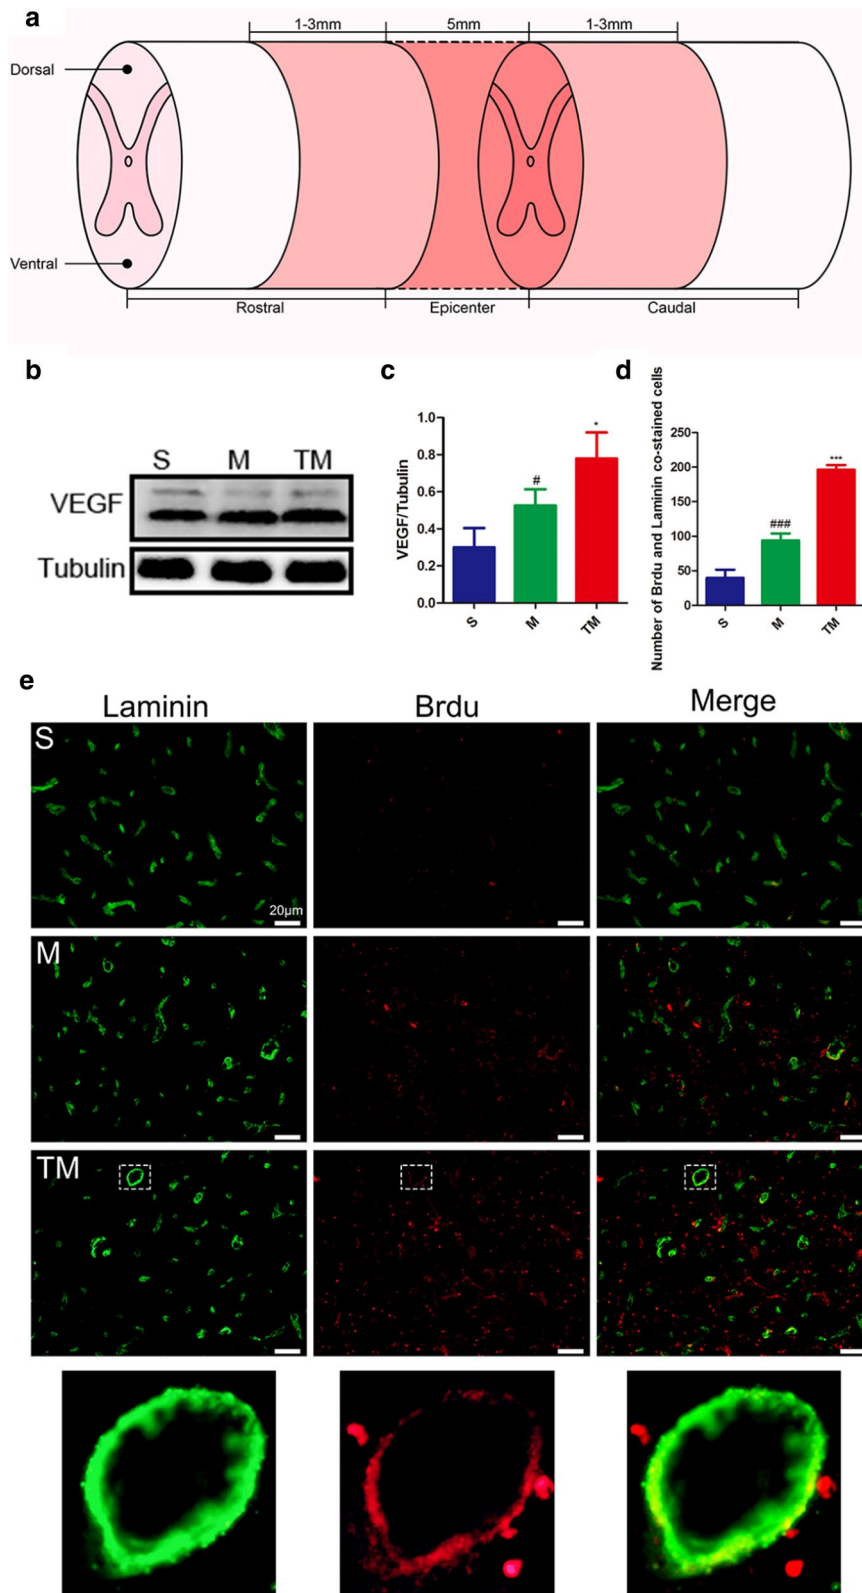 a
1-3mm 5mm 1-3mm
Dorsal
Ventral
Rostral Epicenter Caudal
b
S M TM
VEGF
Tubulin
c
VEGF/Tubulin
1.0
0.8
0.6
0.4
0.2
0.0
#
*
S M TM
d
Number of Brdu and Laminin co-stained cells
250
200
150
100
50
0
###
***
S M TM
e
Laminin Brdu Merge
S
20μm
M
TM